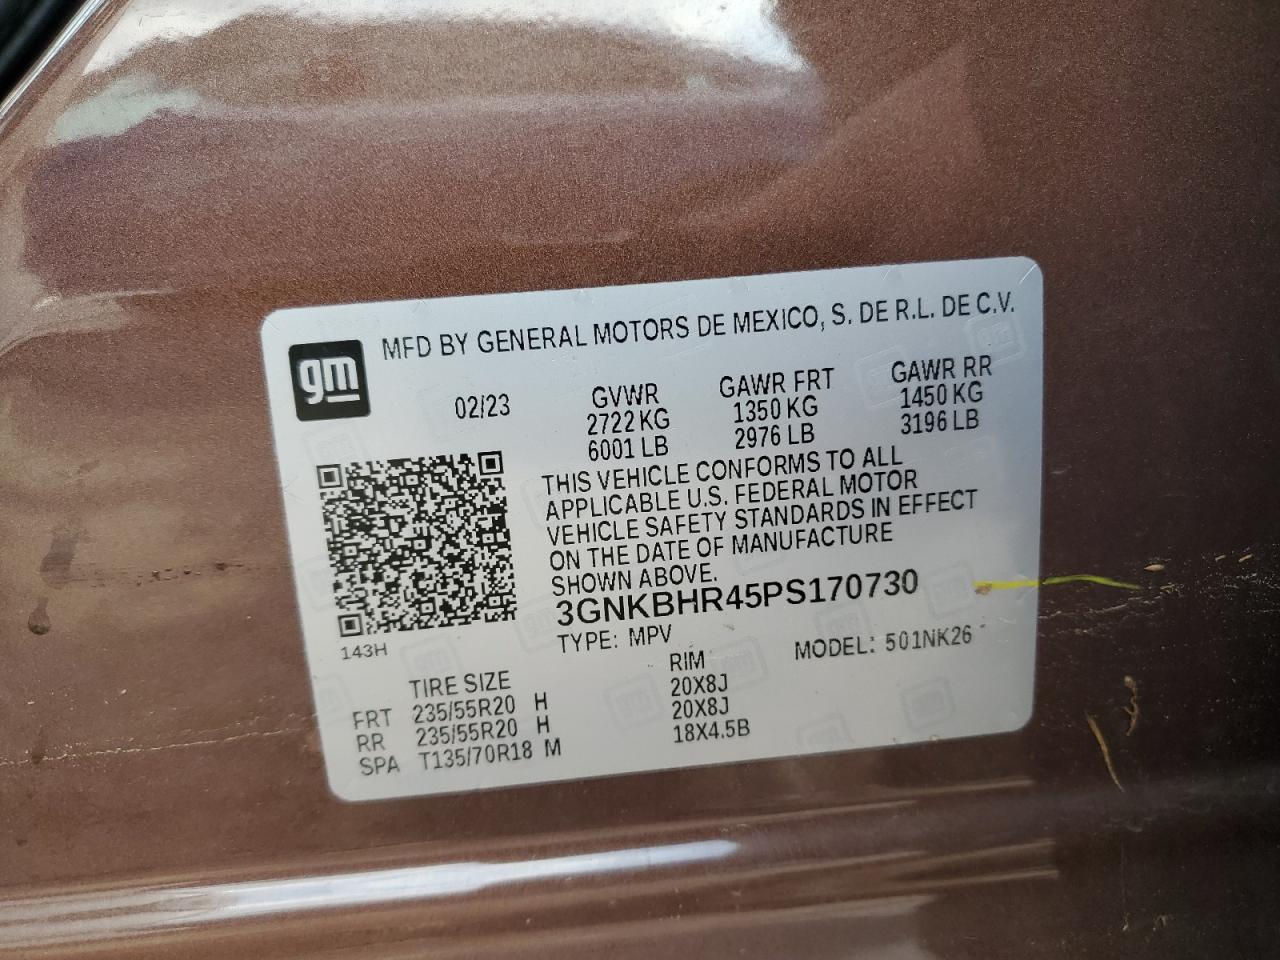 gm
MFD BY GENERAL MOTORS DE MEXICO, S. DE R.L. DE C.V.
02/23
GVWR GAWR FRT GAWR RR
2722 KG 1350 KG 1450 KG
6001 LB 2976 LB 3196 LB
THIS VEHICLE CONFORMS TO ALL
APPLICABLE U.S. FEDERAL MOTOR
VEHICLE SAFETY STANDARDS IN EFFECT
ON THE DATE OF MANUFACTURE
SHOWN ABOVE.
3GNKBHR45PS170730
TYPE: MPV MODEL: 501NK26
143H
TIRE SIZE RIM
FRT 235/55R20 H 20X8J
RR 235/55R20 H 20X8J
SPA T135/70R18 M 18X4.5B